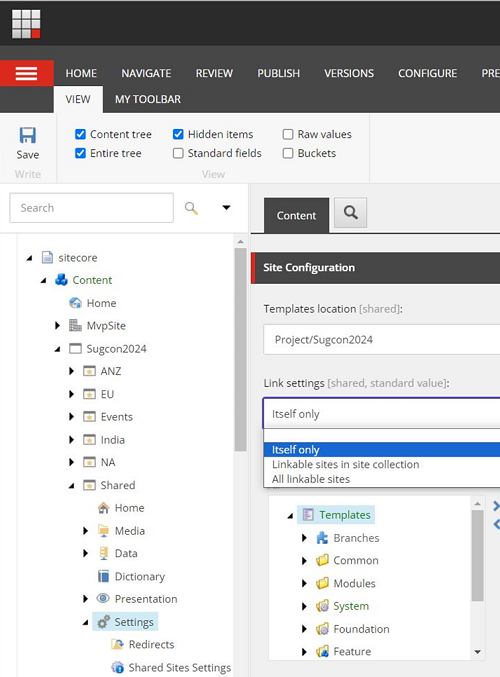 HOME NAVIGATE REVIEW PUBLISH VERSIONS CONFIGURE PRE
VIEW MY TOOLBAR
Save
Write
Content tree Hidden items Raw values
Entire tree Standard fields Buckets
View
Search
sitecore
Content
Home
MvpSite
Sugcon2024
ANZ
EU
Events
India
NA
Shared
Home
Media
Data
Dictionary
Presentation
Settings
Redirects
Shared Sites Settings
Content
Site Configuration
Templates location [shared]:
Project/Sugcon2024
Link settings [shared, standard value]:
Itself only
Itself only
Linkable sites in site collection
All linkable sites
Templates
Branches
Common
Modules
System
Foundation
Feature